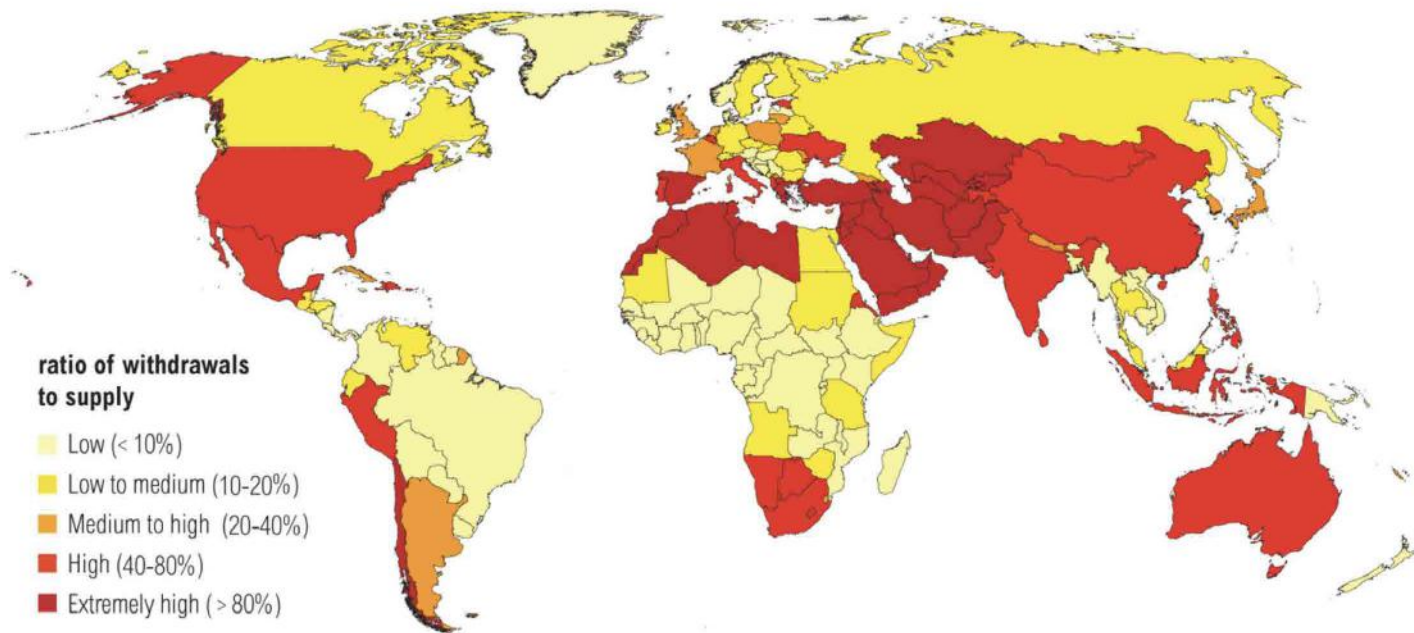 ratio of withdrawals
to supply
Low (< 10%)
Low to medium (10-20%)
Medium to high (20-40%)
High (40-80%)
Extremely high (> 80%)